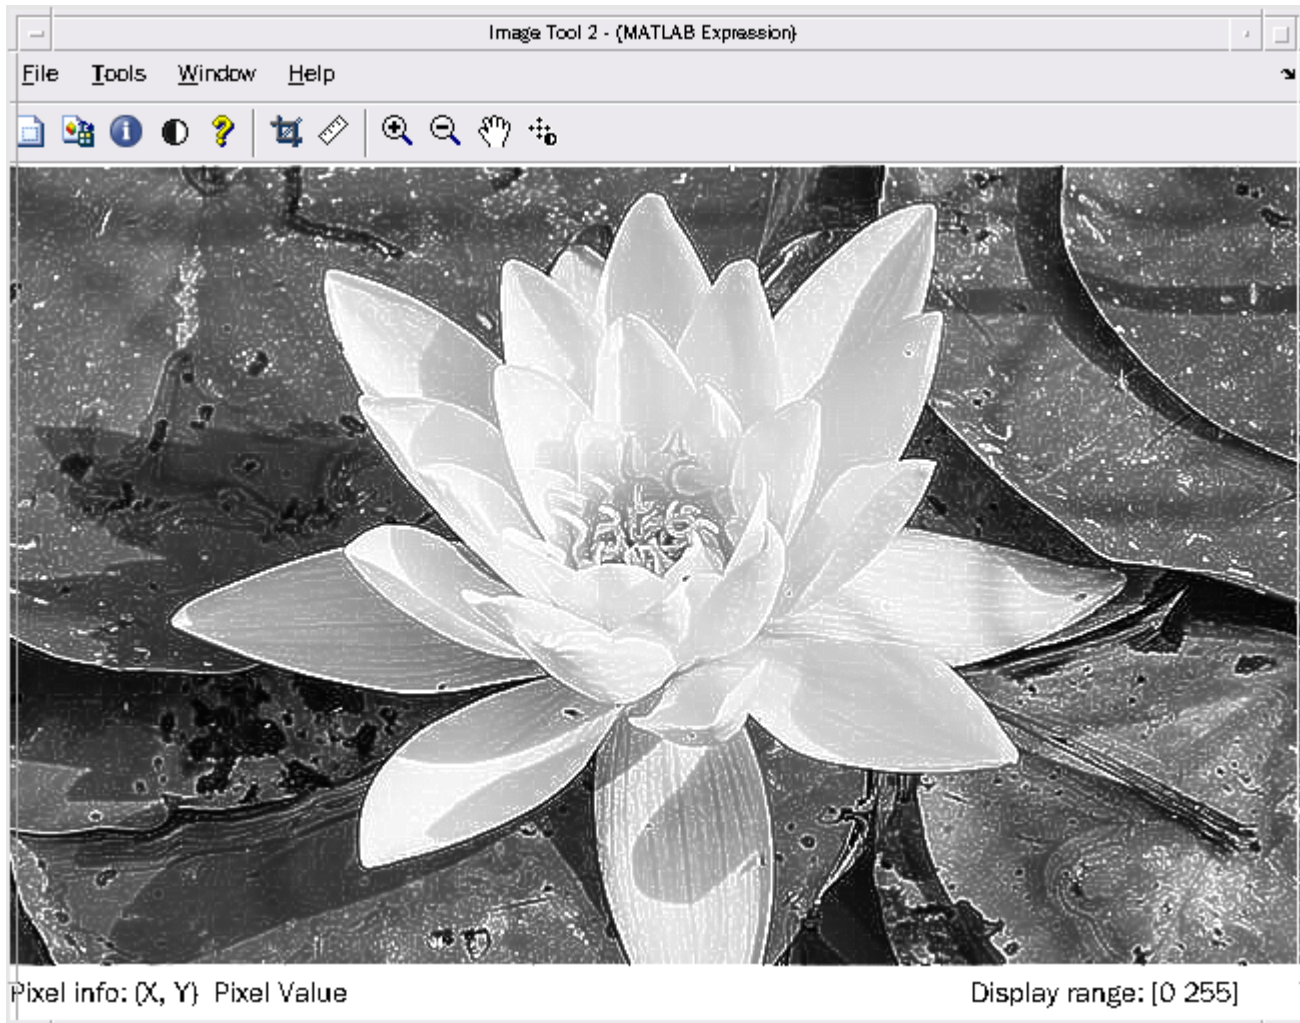 Image Tool 2 - (MATLAB Expression)
File Tools Window Help
Pixel info: (X, Y) Pixel Value
Display range: [0 255]